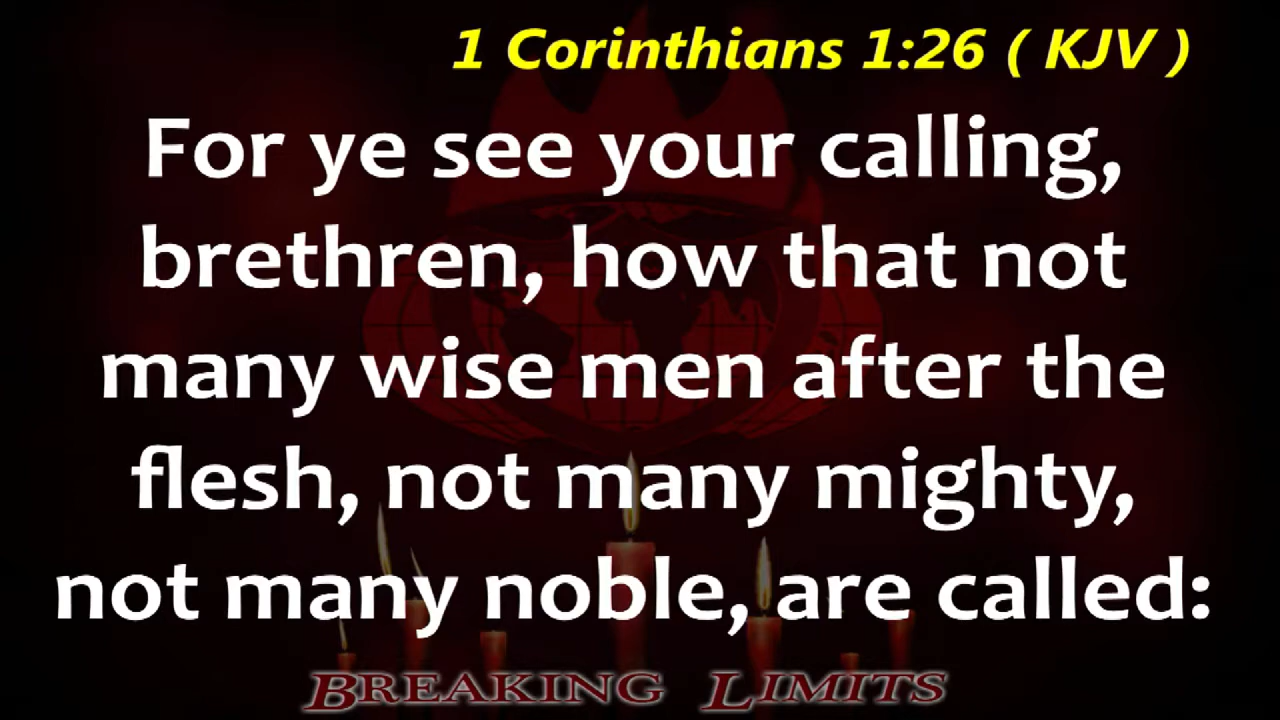 1 Corinthians 1:26 ( KJV )
For ye see your calling,
brethren, how that not
many wise men after the
flesh, not many mighty,
not many noble, are called:
BREAKING LIMITS